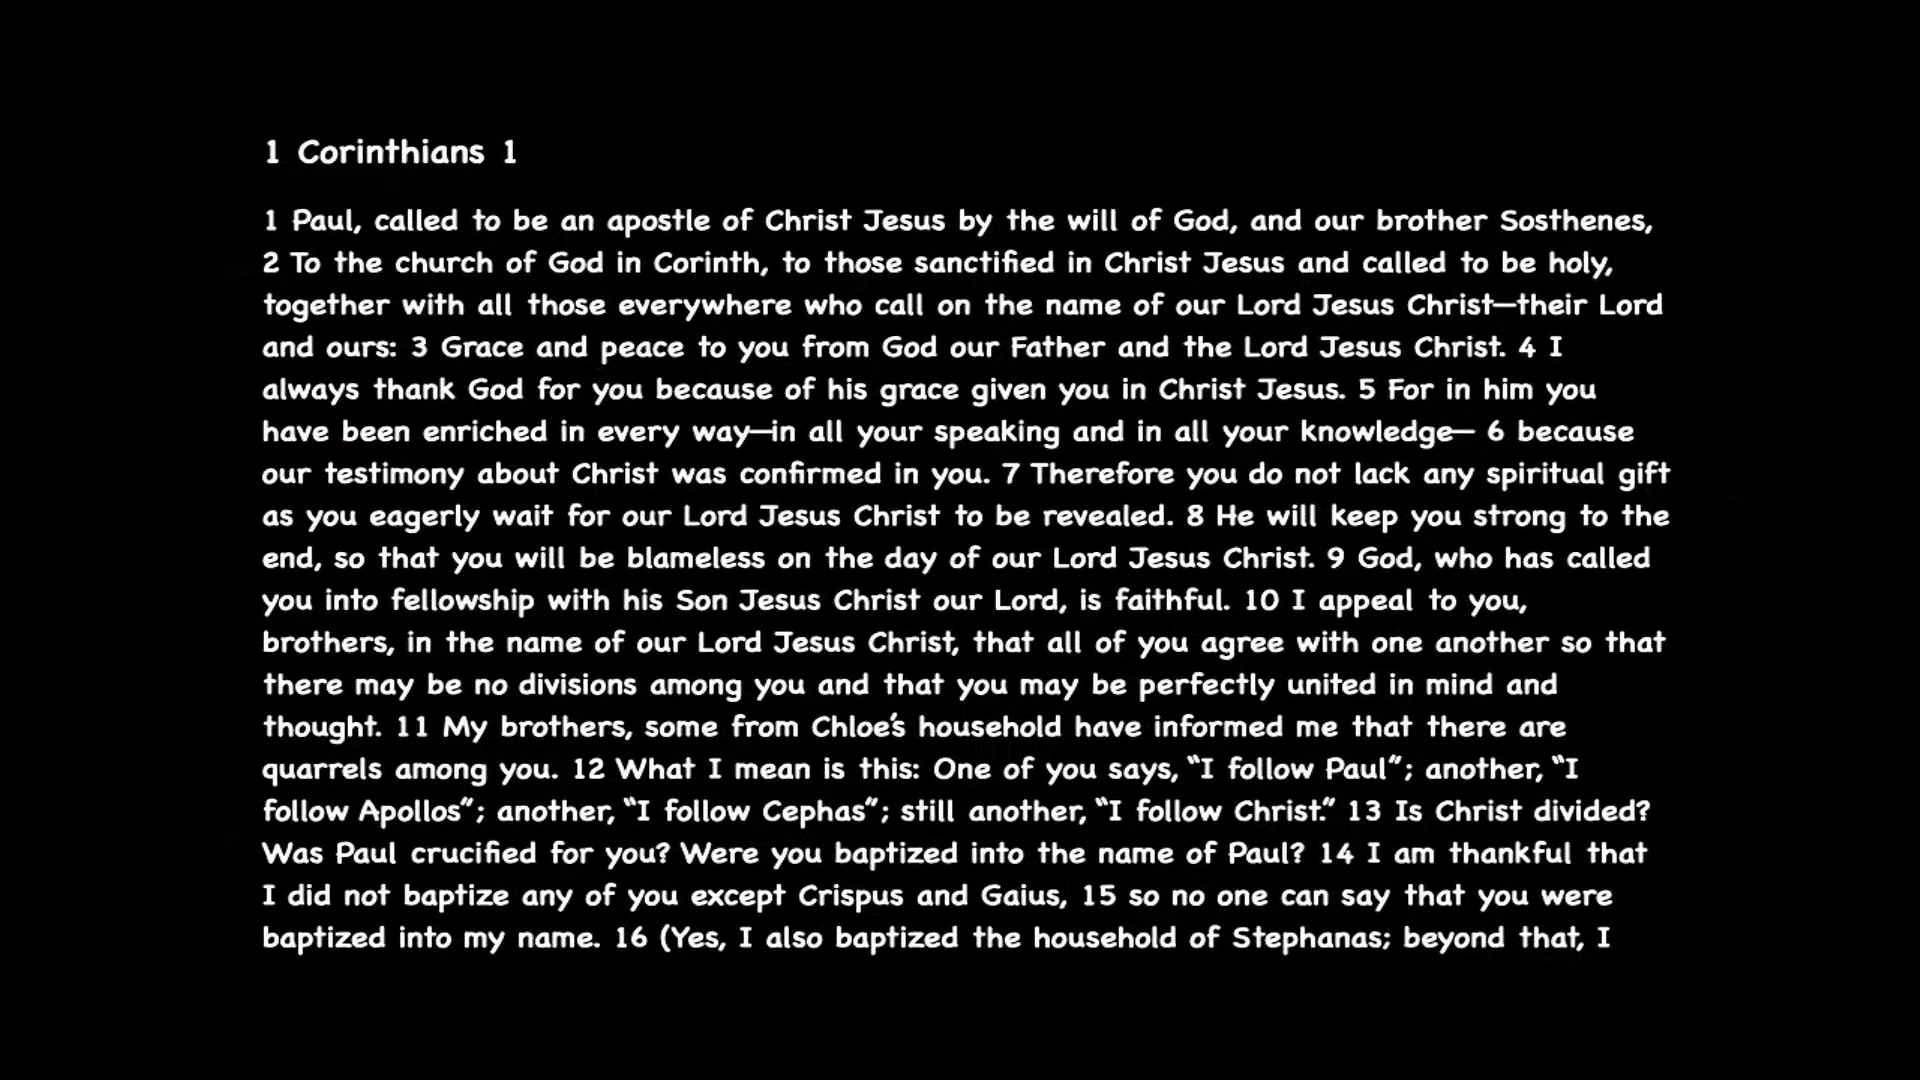 1 Corinthians 1
1 Paul, called to be an apostle of Christ Jesus by the will of God, and our brother Sosthenes,
2 To the church of God in Corinth, to those sanctified in Christ Jesus and called to be holy,
together with all those everywhere who call on the name of our Lord Jesus Christ—their Lord
and ours: 3 Grace and peace to you from God our Father and the Lord Jesus Christ. 4 I
always thank God for you because of his grace given you in Christ Jesus. 5 For in him you
have been enriched in every way—in all your speaking and in all your knowledge— 6 because
our testimony about Christ was confirmed in you. 7 Therefore you do not lack any spiritual gift
as you eagerly wait for our Lord Jesus Christ to be revealed. 8 He will keep you strong to the
end, so that you will be blameless on the day of our Lord Jesus Christ. 9 God, who has called
you into fellowship with his Son Jesus Christ our Lord, is faithful. 10 I appeal to you,
brothers, in the name of our Lord Jesus Christ, that all of you agree with one another so that
there may be no divisions among you and that you may be perfectly united in mind and
thought. 11 My brothers, some from Chloe’s household have informed me that there are
quarrels among you. 12 What I mean is this: One of you says, “I follow Paul”; another, “I
follow Apollos”; another, “I follow Cephas”; still another, “I follow Christ.” 13 Is Christ divided?
Was Paul crucified for you? Were you baptized into the name of Paul? 14 I am thankful that
I did not baptize any of you except Crispus and Gaius, 15 so no one can say that you were
baptized into my name. 16 (Yes, I also baptized the household of Stephanas; beyond that, I